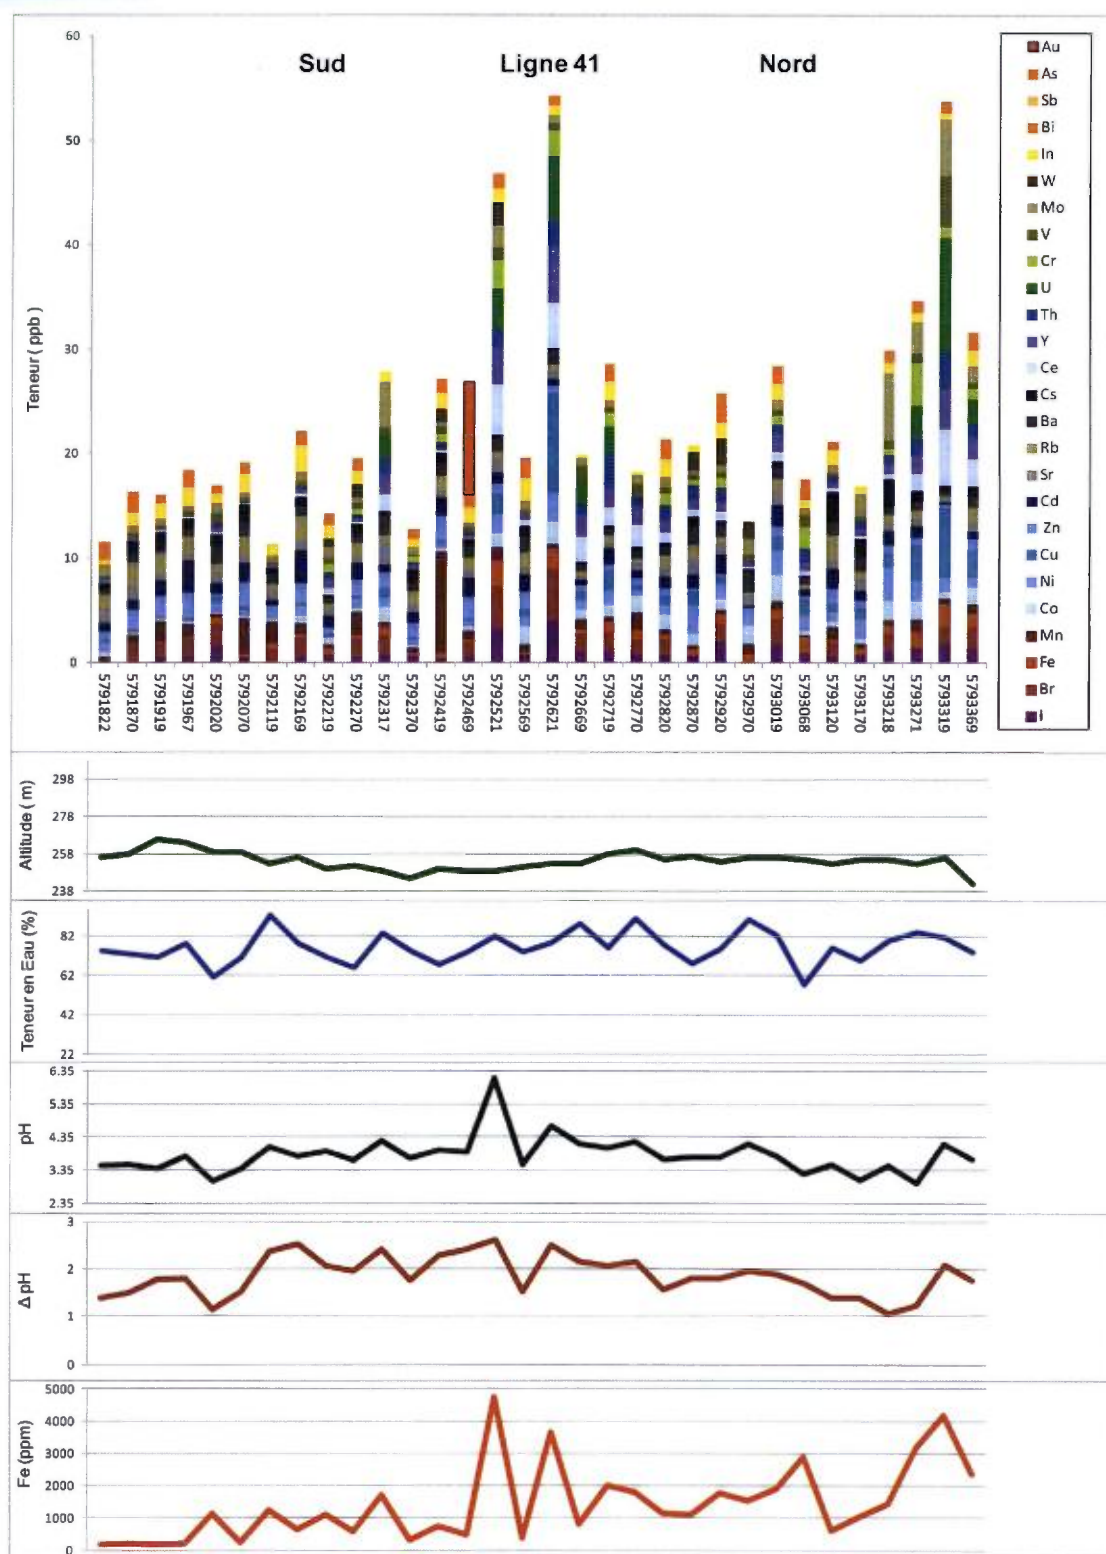 60
50
40
30
20
10
0
Teneur ( ppb )
Sud Ligne 41 Nord
Au
As
Sb
Bi
In
W
Mo
V
Cr
U
Th
Y
Ce
Cs
Ba
Rb
Sr
Cd
Zn
Cu
Ni
Co
Mn
Fe
Br
I
5791822
5791870
5791919
5791967
5792020
5792070
5792119
5792169
5792219
5792270
5792317
5792370
5792419
5792469
5792521
5792569
5792621
5792669
5792719
5792770
5792820
5792870
5792920
5792970
5793019
5793068
5793120
5793170
5793218
5793271
5793319
5793369
Altitude ( m)
298
278
258
238
Teneur en Eau (%)
82
62
42
22
pH
6.35
5.35
4.35
3.35
2.35
Δ pH
3
2
1
0
Fe (ppm)
5000
4000
3000
2000
1000
0